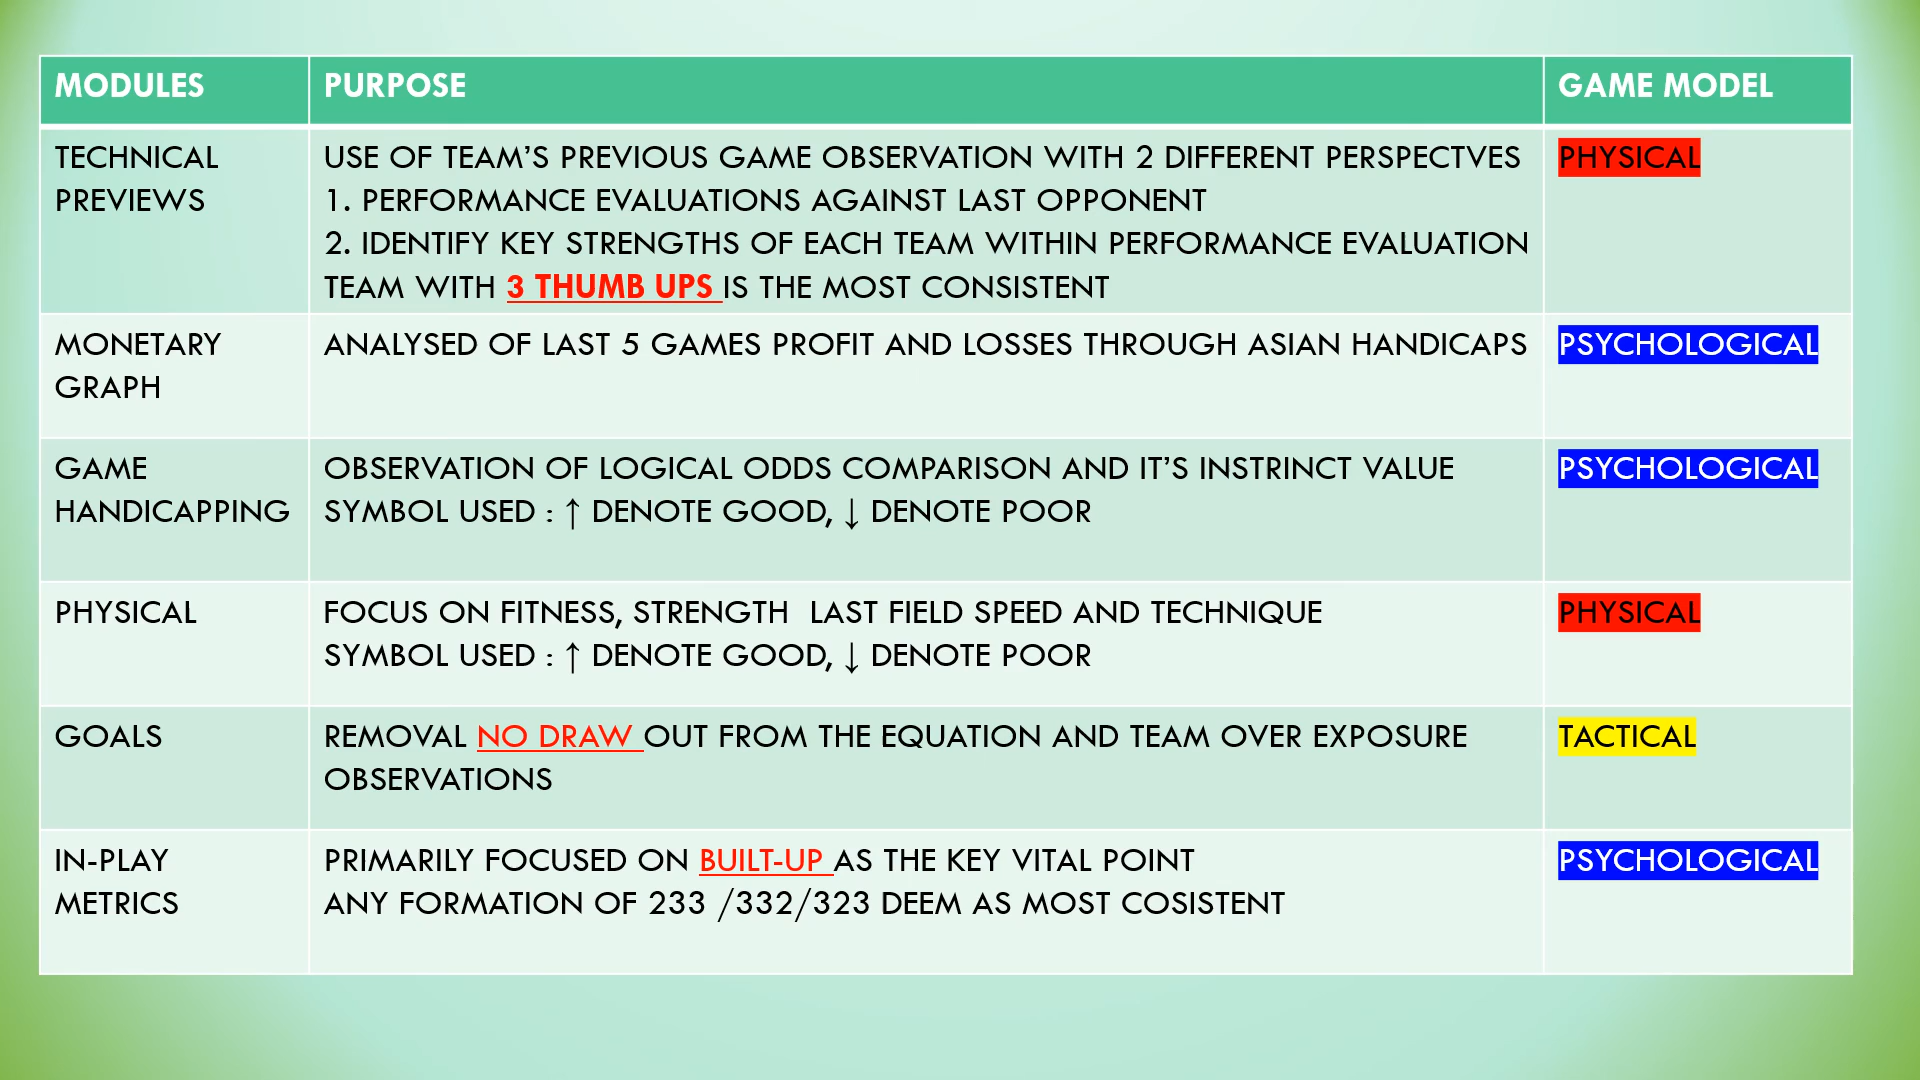 MODULES
PURPOSE
GAME MODEL
TECHNICAL
PREVIEWS
USE OF TEAM’S PREVIOUS GAME OBSERVATION WITH 2 DIFFERENT PERSPECTVES
1. PERFORMANCE EVALUATIONS AGAINST LAST OPPONENT
2. IDENTIFY KEY STRENGTHS OF EACH TEAM WITHIN PERFORMANCE EVALUATION
TEAM WITH 3 THUMB UPS IS THE MOST CONSISTENT
PHYSICAL
MONETARY
GRAPH
ANALYSED OF LAST 5 GAMES PROFIT AND LOSSES THROUGH ASIAN HANDICAPS
PSYCHOLOGICAL
GAME
HANDICAPPING
OBSERVATION OF LOGICAL ODDS COMPARISON AND IT’S INSTRINCT VALUE
SYMBOL USED : ↑ DENOTE GOOD, ↓ DENOTE POOR
PSYCHOLOGICAL
PHYSICAL
FOCUS ON FITNESS, STRENGTH  LAST FIELD SPEED AND TECHNIQUE
SYMBOL USED : ↑ DENOTE GOOD, ↓ DENOTE POOR
PHYSICAL
GOALS
REMOVAL NO DRAW OUT FROM THE EQUATION AND TEAM OVER EXPOSURE
OBSERVATIONS
TACTICAL
IN-PLAY
METRICS
PRIMARILY FOCUSED ON BUILT-UP AS THE KEY VITAL POINT
ANY FORMATION OF 233 /332/323 DEEM AS MOST COSISTENT
PSYCHOLOGICAL